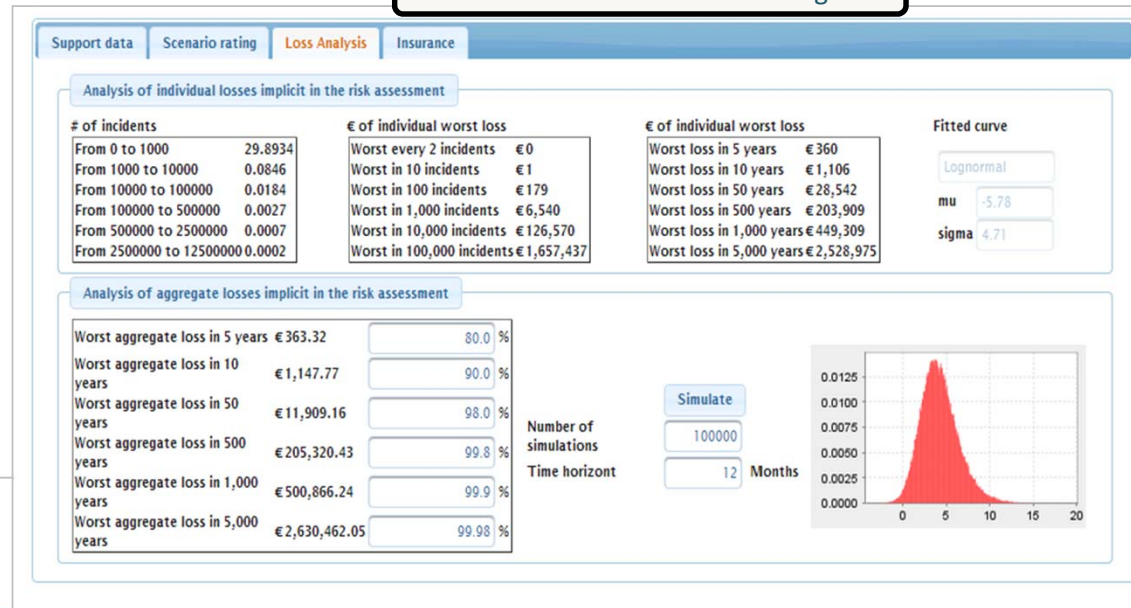 Support data Scenario rating Loss Analysis Insurance
Analysis of individual losses implicit in the risk assessment
# of incidents
From 0 to 1000 29.8934
From 1000 to 10000 0.0846
From 10000 to 100000 0.0184
From 100000 to 500000 0.0027
From 500000 to 2500000 0.0007
From 2500000 to 12500000 0.0002
€ of individual worst loss
Worst every 2 incidents €0
Worst in 10 incidents €1
Worst in 100 incidents €179
Worst in 1,000 incidents €6,540
Worst in 10,000 incidents €126,570
Worst in 100,000 incidents €1,657,437
€ of individual worst loss
Worst loss in 5 years €360
Worst loss in 10 years €1,106
Worst loss in 50 years €28,542
Worst loss in 500 years €203,909
Worst loss in 1,000 years €449,309
Worst loss in 5,000 years €2,528,975
Fitted curve
Lognormal
mu -5.78
sigma 4.71
Analysis of aggregate losses implicit in the risk assessment
Worst aggregate loss in 5 years €363.32 80.0 %
Worst aggregate loss in 10
years €1,147.77 90.0 %
Worst aggregate loss in 50
years €11,909.16 98.0 %
Worst aggregate loss in 500
years €205,320.43 99.8 %
Worst aggregate loss in 1,000
years €500,866.24 99.9 %
Worst aggregate loss in 5,000
years €2,630,462.05 99.98 %
Simulate
Number of
simulations 100000
Time horizont 12 Months
0.0125
0.0100
0.0075
0.0050
0.0025
0.0000
0 5 10 15 20